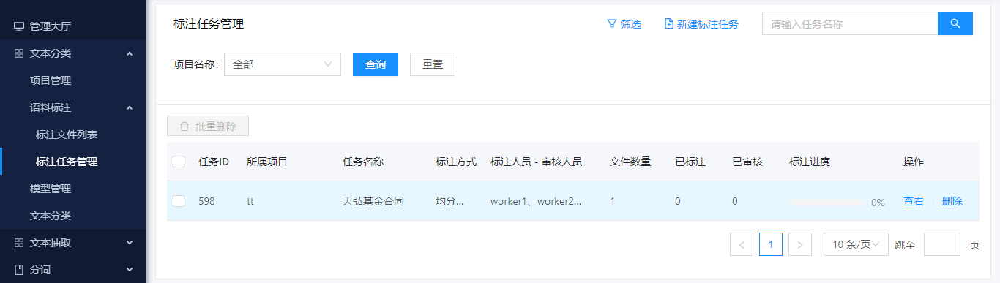 管理大厅
文本分类
项目管理
语料标注
标注文件列表
标注任务管理
模型管理
文本分类
文本抽取
分词
标注任务管理 筛选 新建标注任务 请输入任务名称
项目名称: 全部 查询 重置
批量删除
任务ID 所属项目 任务名称 标注方式 标注人员 - 审核人员 文件数量 已标注 已审核 标注进度 操作
598 tt 天弘基金合同 均分... worker1、worker2... 1 0 0 0% 查看 删除
1 10 条/页 跳至 页